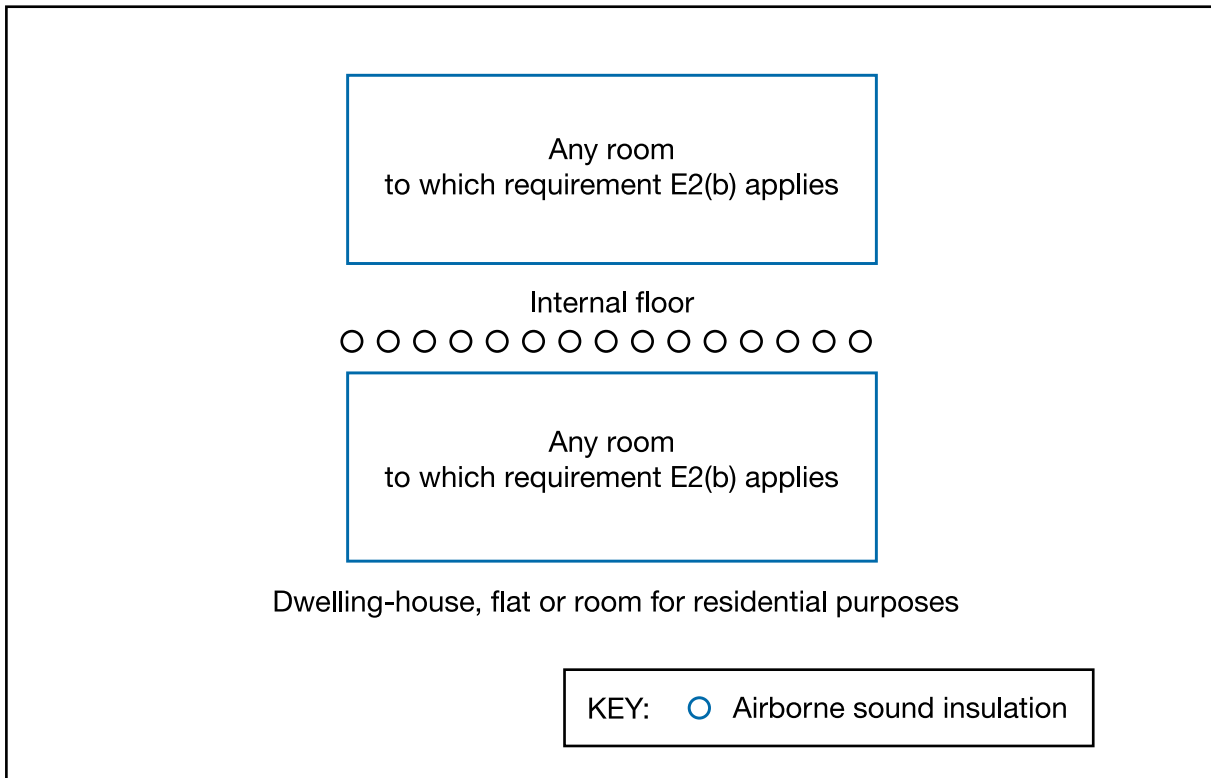 Any room
to which requirement E2(b) applies
Internal floor
Any room
to which requirement E2(b) applies
Dwelling-house, flat or room for residential purposes
KEY: Airborne sound insulation